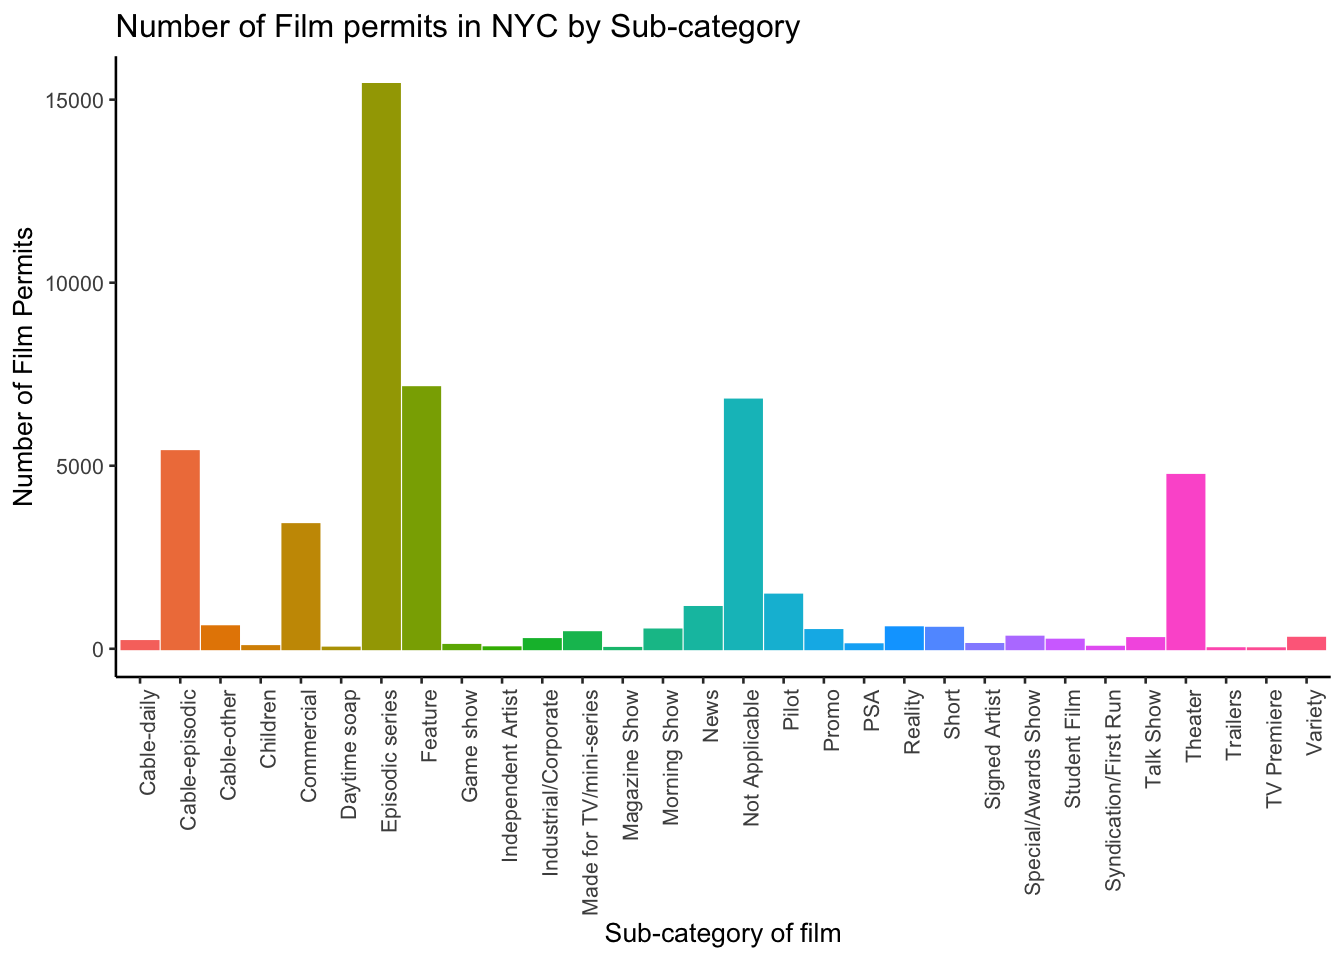 Number of Film permits in NYC by Sub-category
Number of Film Permits
15000
10000
5000
0
Cable-daily
Cable-episodic
Cable-other
Children
Commercial
Daytime soap
Episodic series
Feature
Game show
Independent Artist
Industrial/Corporate
Made for TV/mini-series
Magazine Show
Morning Show
News
Not Applicable
Pilot
Promo
PSA
Reality
Short
Signed Artist
Special/Awards Show
Student Film
Syndication/First Run
Talk Show
Theater
Trailers
TV Premiere
Variety
Sub-category of film